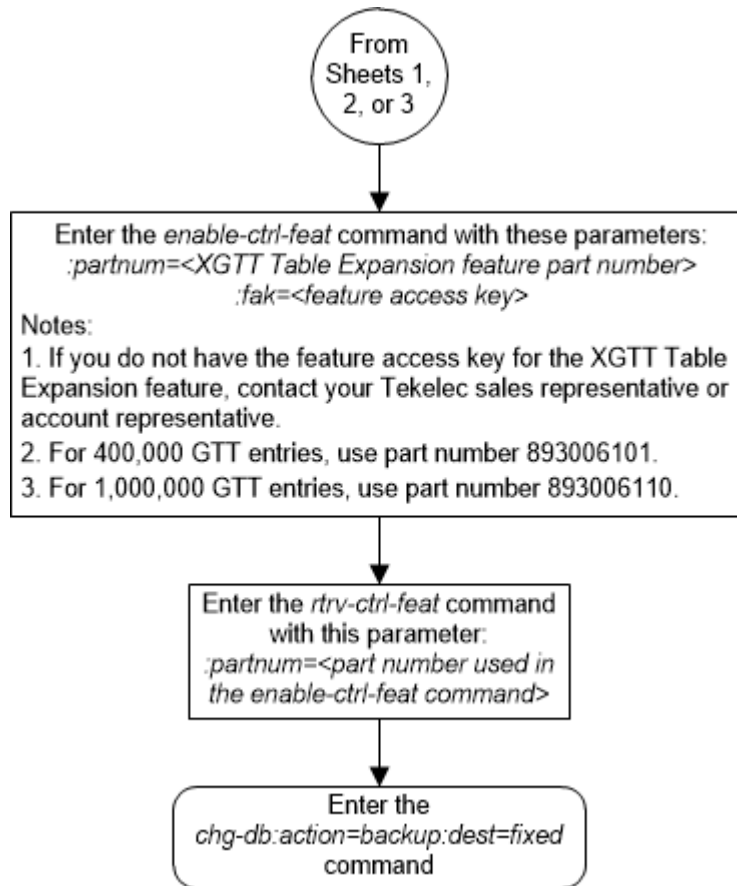 From
Sheets 1,
2, or 3
Enter the enable-ctrl-feat command with these parameters:
:partnum=<XGTT Table Expansion feature part number>
:fak=<feature access key>
Notes:
1. If you do not have the feature access key for the XGTT Table
Expansion feature, contact your Tekelec sales representative or
account representative.
2. For 400,000 GTT entries, use part number 893006101.
3. For 1,000,000 GTT entries, use part number 893006110.
Enter the rtrv-ctrl-feat command
with this parameter:
:partnum=<part number used in
the enable-ctrl-feat command>
Enter the
chg-db:action=backup:dest=fixed
command